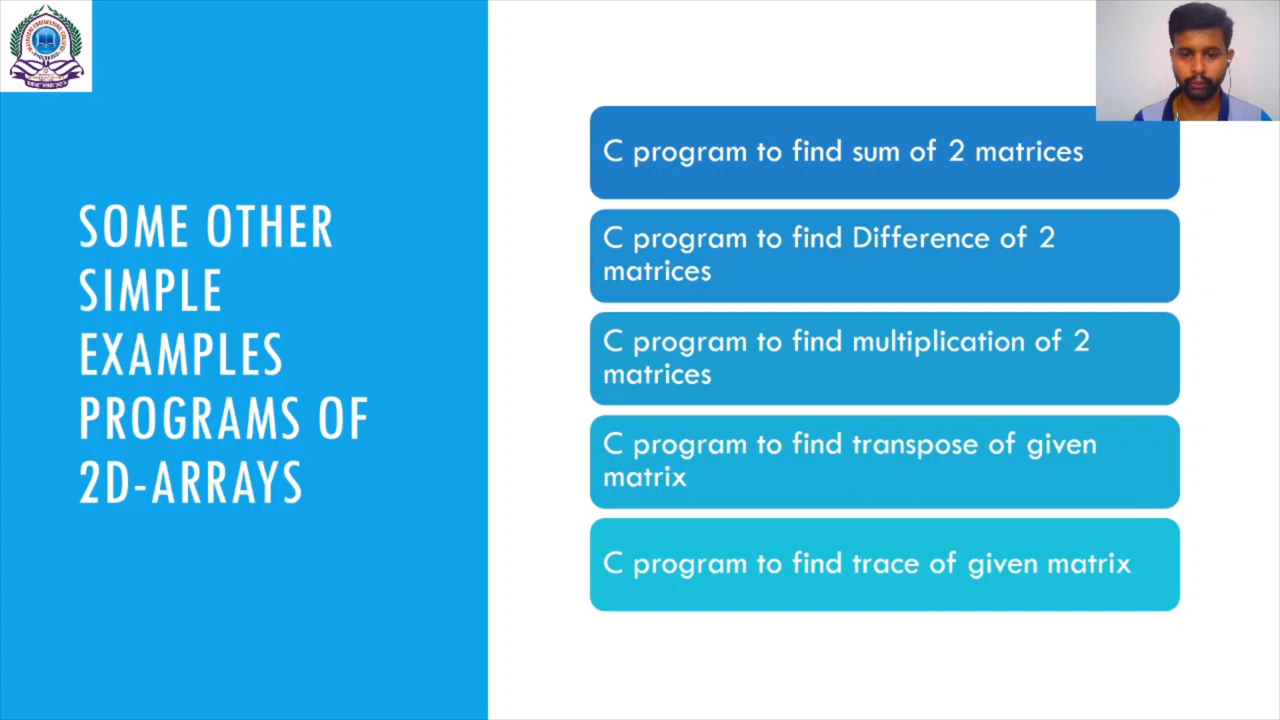 SOME OTHER
SIMPLE
EXAMPLES
PROGRAMS OF
2D-ARRAYS
C program to find sum of 2 matrices
C program to find Difference of 2
matrices
C program to find multiplication of 2
matrices
C program to find transpose of given
matrix
C program to find trace of given matrix